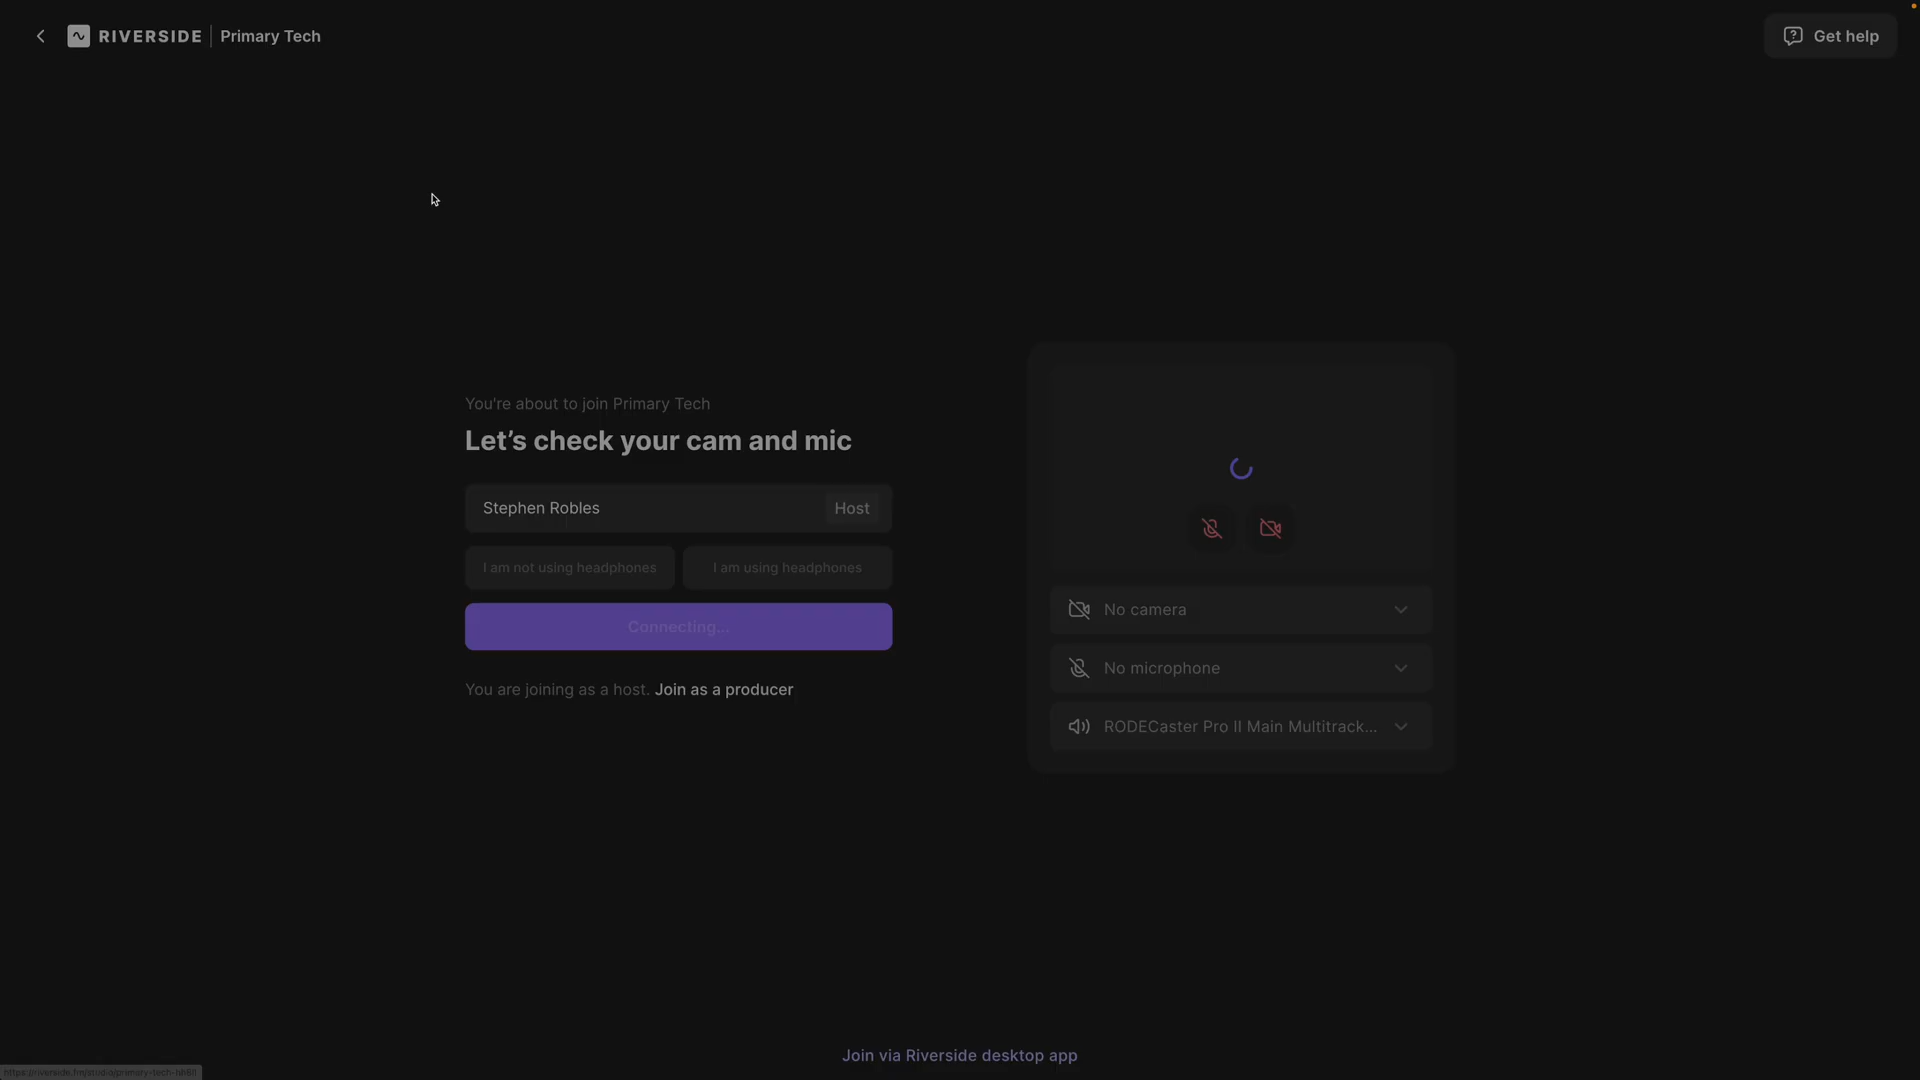 RIVERSIDE | Primary Tech
Get help
You're about to join Primary Tech
Let's check your cam and mic
Stephen Robles
Host
I am not using headphones
I am using headphones
Connecting...
You are joining as a host. Join as a producer
No camera
No microphone
RODECaster Pro II Main Multitrack...
Join via Riverside desktop app